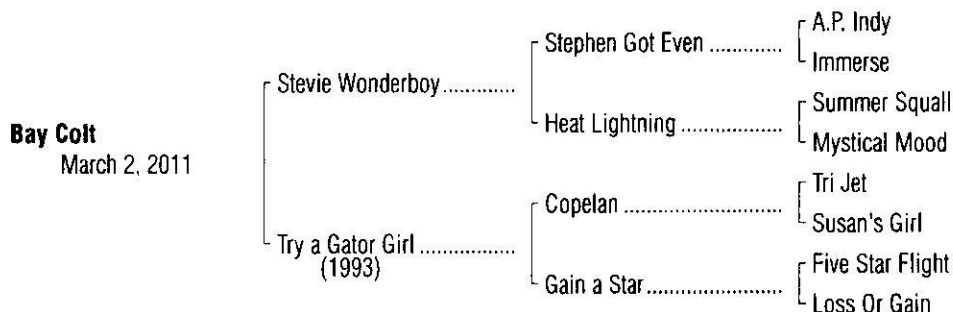 A.P. Indy
Stephen Got Even ..............
Immerse
Stevie Wonderboy ..............
Summer Squall
Heat Lightning ...................
Mystical Mood
Bay Colt
March 2, 2011
Tri Jet
Copelan ............................
Susan's Girl
Try a Gator Girl ..................
(1993)
Five Star Flight
Gain a Star ........................
Loss Or Gain